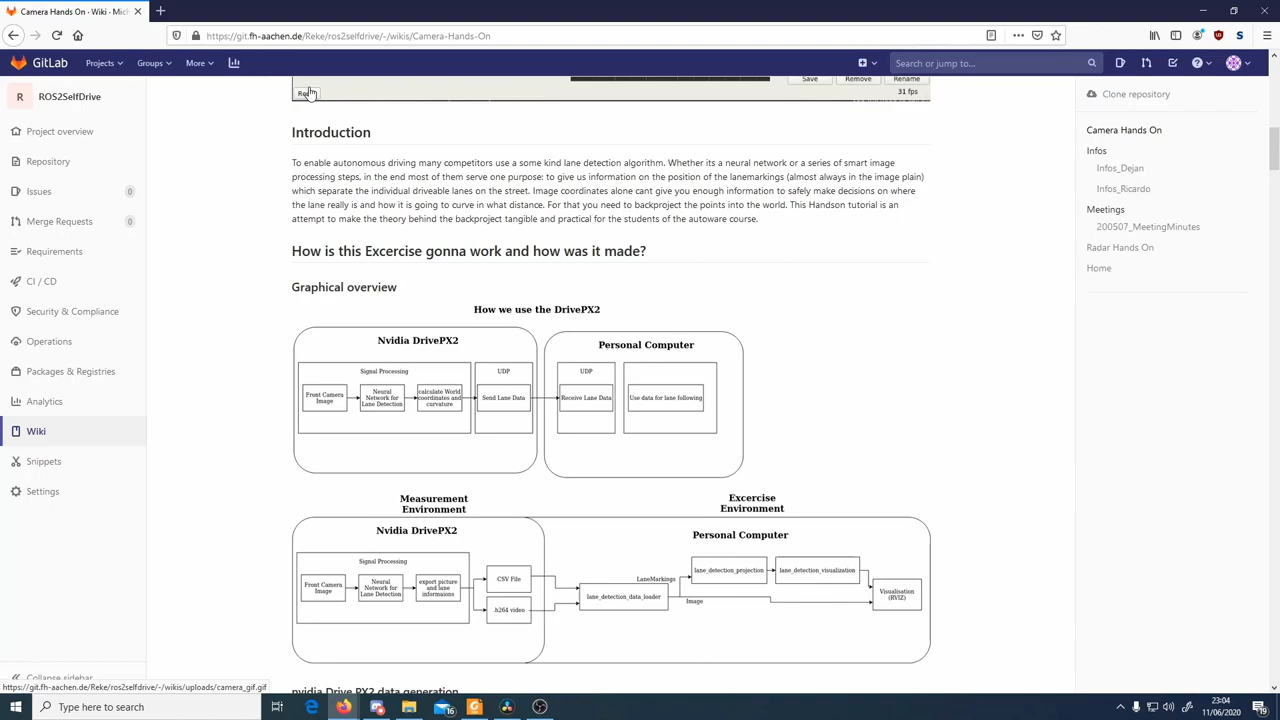 Camera Hands On · Wiki · Mich
https://git.fh-aachen.de/Reke/ros2selfdrive/-/wikis/Camera-Hands-On
GitLab
Projects
Groups
More
Search or jump to...
R
ROS2SelfDrive
Project overview
Repository
Issues
0
Merge Requests
0
Requirements
CI / CD
Security & Compliance
Operations
Packages & Registries
Analytics
Wiki
Snippets
Settings
Collapse sidebar
Save
Remove
Rename
31 fps
Introduction
To enable autonomous driving many competitors use a some kind lane detection algorithm. Whether its a neural network or a series of smart image
processing steps, in the end most of them serve one purpose: to give us information on the position of the lanemarkings (almost always in the image plain)
which separate the individual driveable lanes on the street. Image coordinates alone cant give you enough information to safely make decisions on where
the lane really is and how it is going to curve in what distance. For that you need to backproject the points into the world. This Handson tutorial is an
attempt to make the theory behind the backproject tangible and practical for the students of the autoware course.
How is this Excercise gonna work and how was it made?
Graphical overview
How we use the DrivePX2
Nvidia DrivePX2
Signal Processing
Front Camera
Image
Neural
Network for
Lane Detection
calculate World
coordinates and
curvature
UDP
Send Lane Data
Personal Computer
UDP
Receive Lane Data
Use data for lane following
Measurement
Environment
Excercise
Environment
Nvidia DrivePX2
Signal Processing
Front Camera
Image
Neural
Network for
Lane Detection
export picture
and lane
informaions
CSV File
.h264 video
Personal Computer
lane_detection_data_loader
LaneMarkings
Image
lane_detection_projection
lane_detection_visualization
Visualisation
(RVIZ)
nvidia Drive PX2 data generation
Clone repository
Camera Hands On
Infos
Infos_Dejan
Infos_Ricardo
Meetings
200507_MeetingMinutes
Radar Hands On
Home
https://git.fh-aachen.de/Reke/ros2selfdrive/-/wikis/uploads/camera_gif.gif
Type here to search
16
23:04
11/06/2020
19